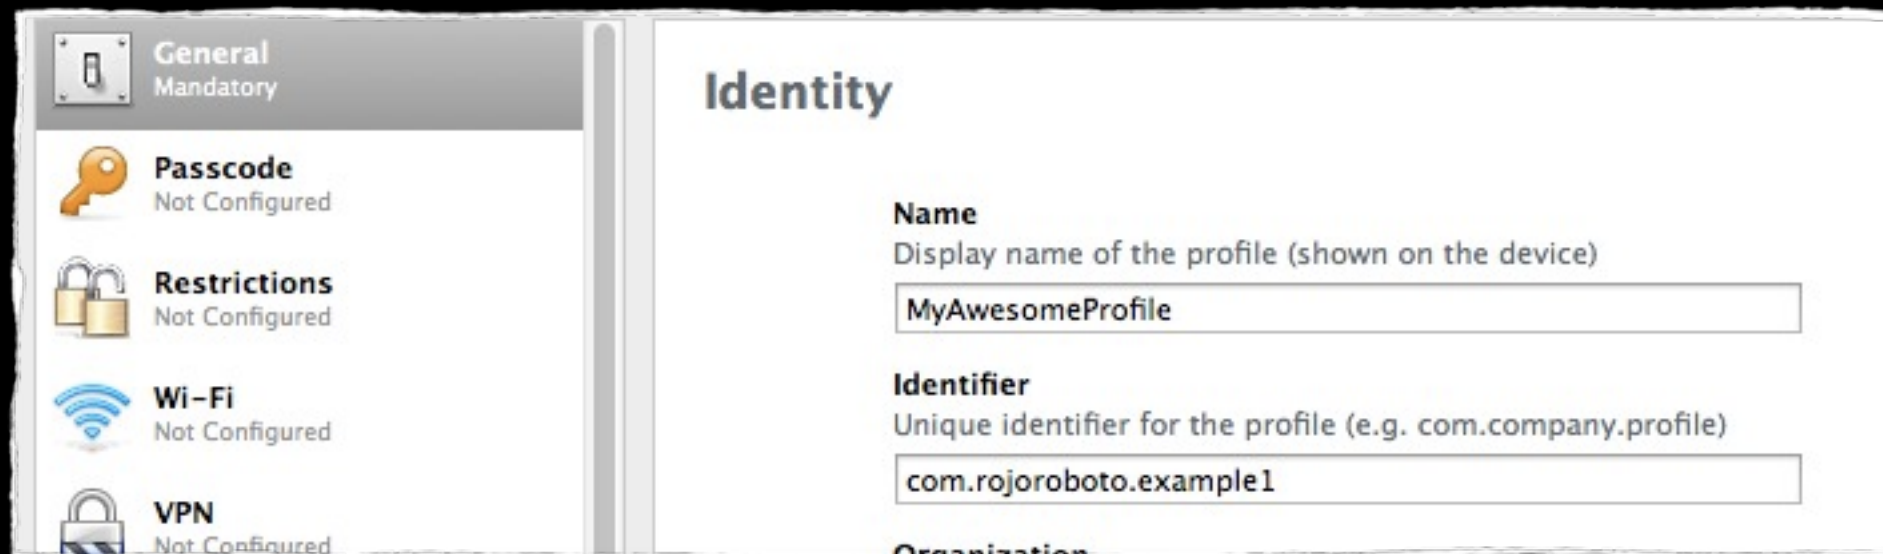 General
Mandatory
Passcode
Not Configured
Restrictions
Not Configured
Wi-Fi
Not Configured
VPN
Not Configured
Identity
Name
Display name of the profile (shown on the device)
MyAwesomeProfile
Identifier
Unique identifier for the profile (e.g. com.company.profile)
com.rojoroboto.example1
Organization